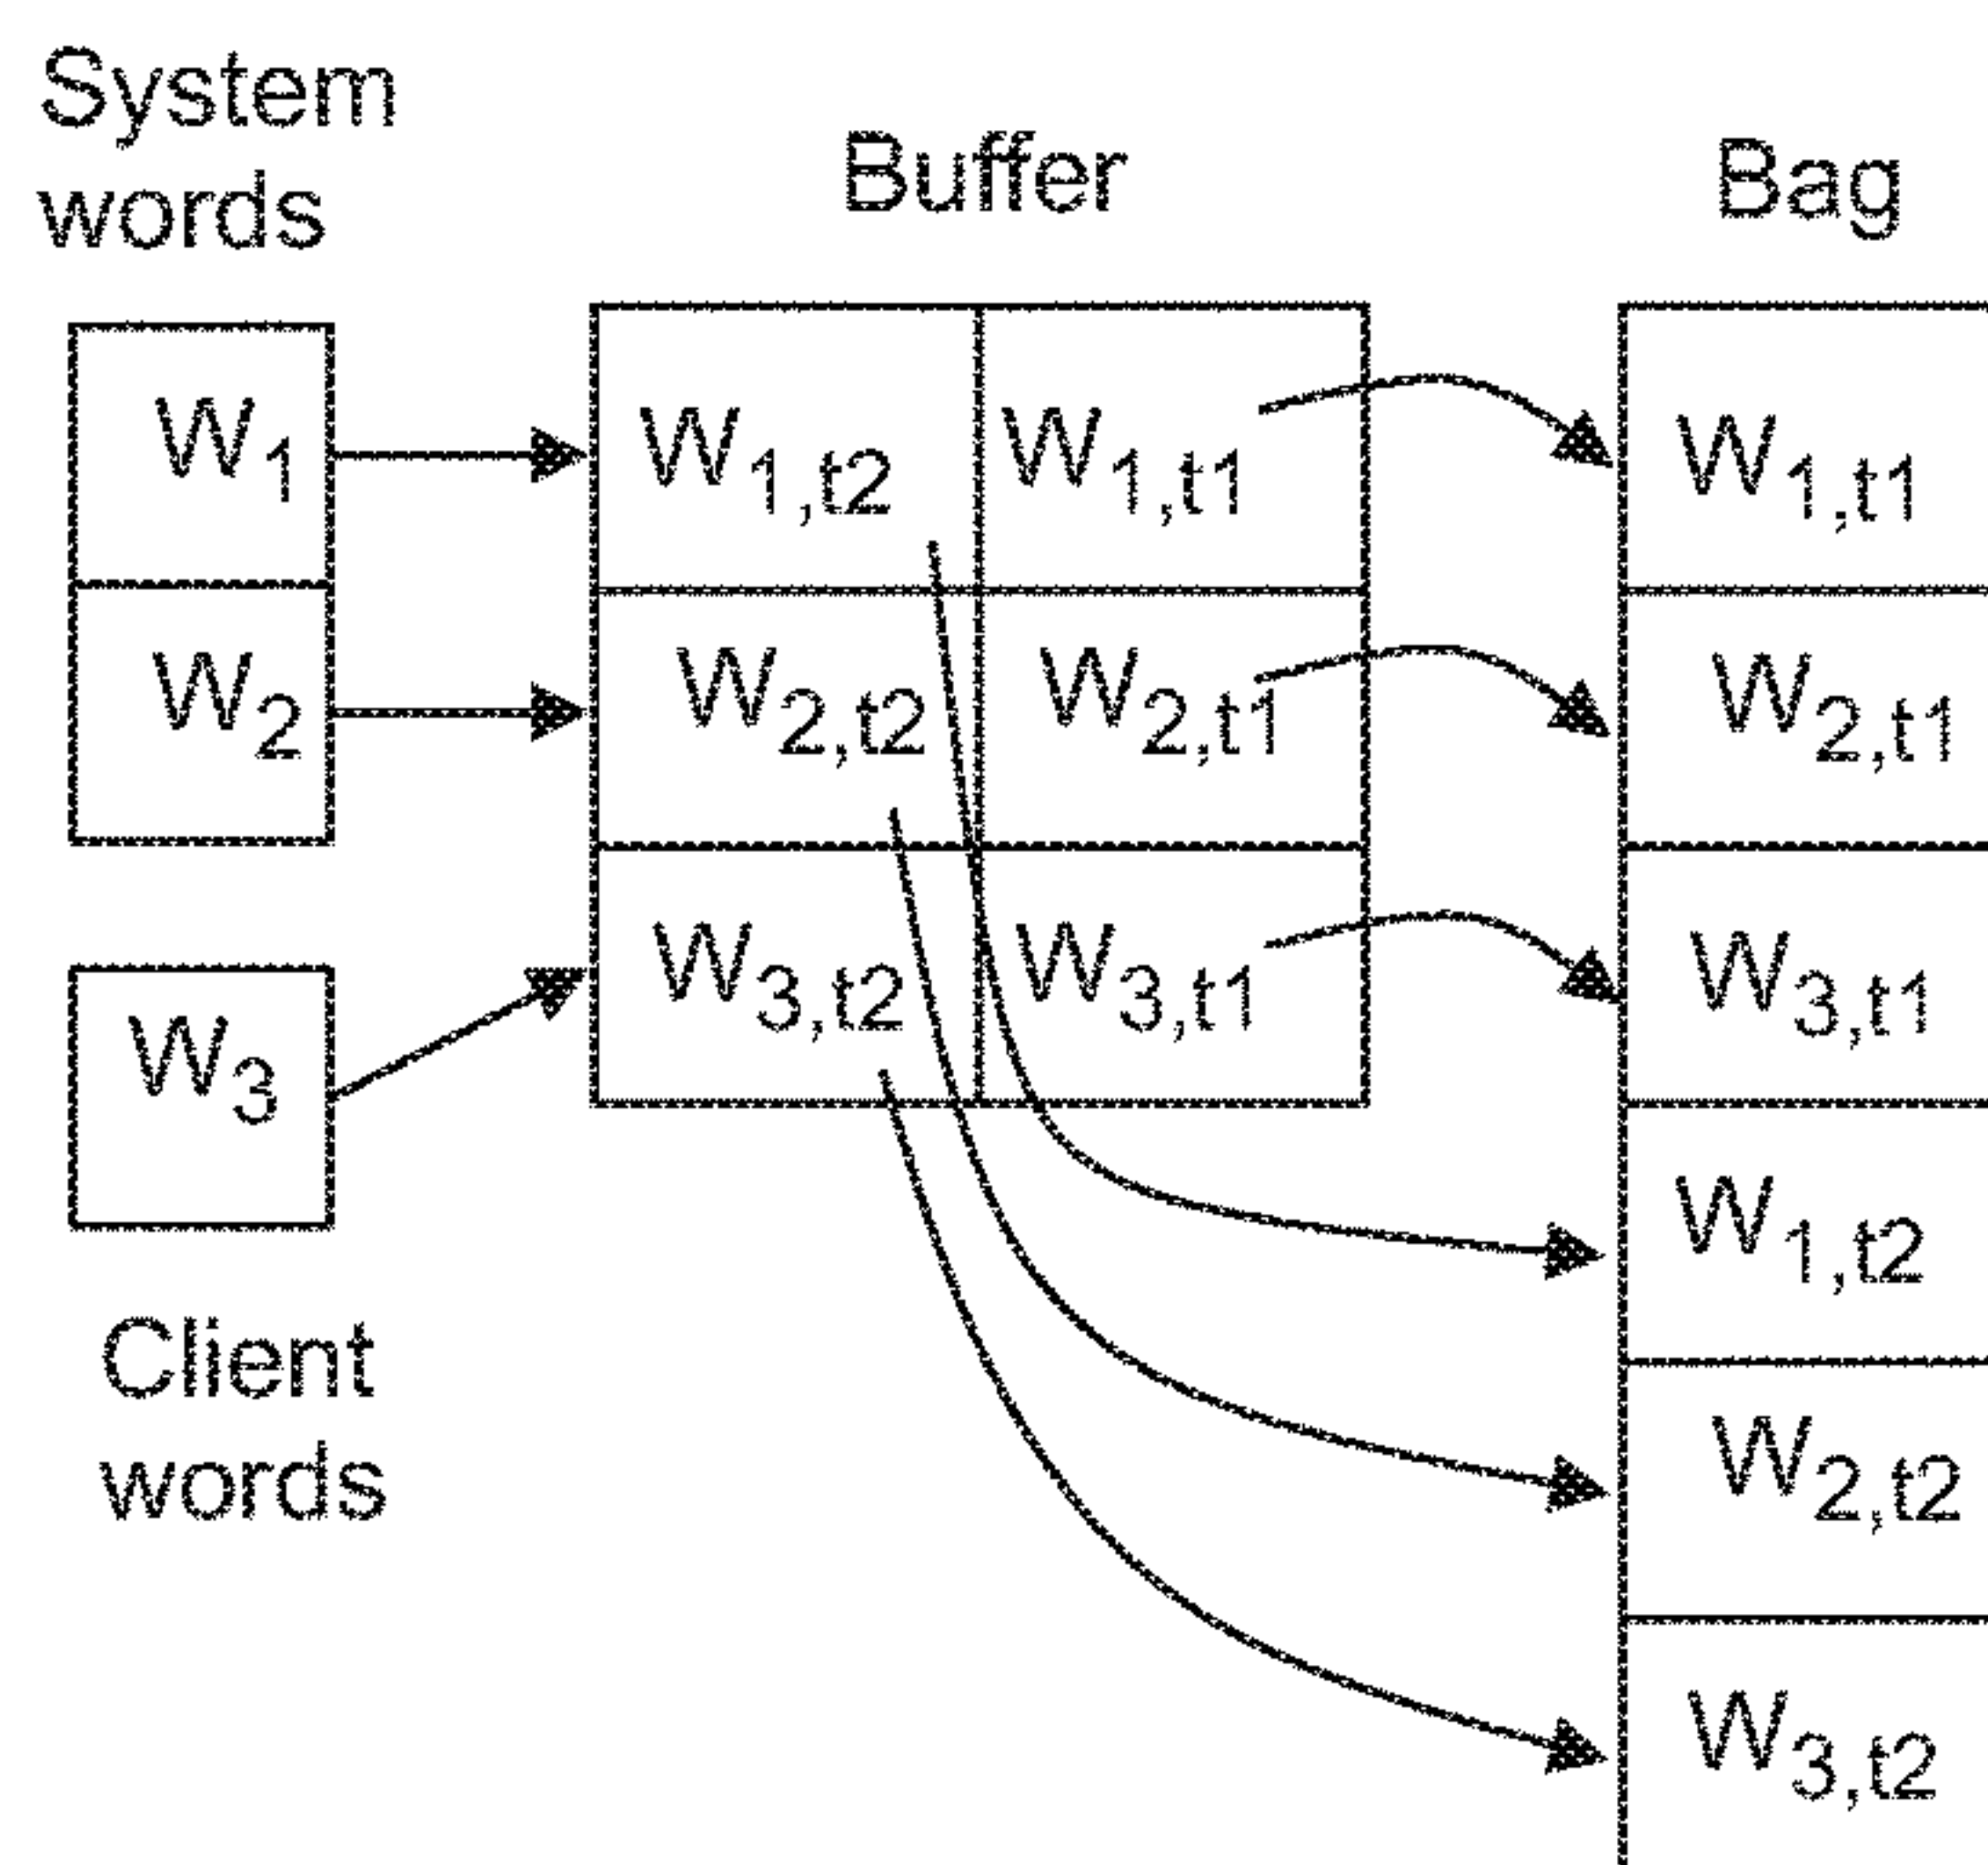 System
words
Buffer
Bag
W1
W2
W3
Client
words
W1,t2 W1,t1
W2,t2 W2,t1
W3,t2 W3,t1
W1,t1
W2,t1
W3,t1
W1,t2
W2,t2
W3,t2